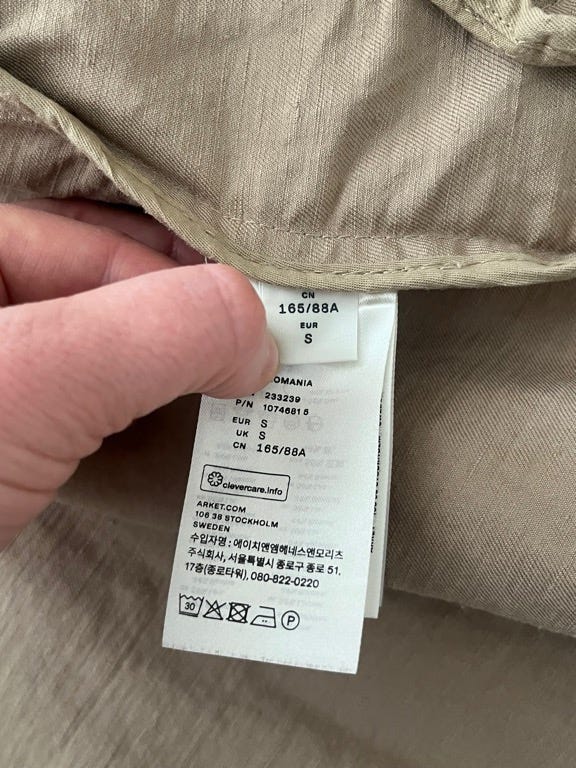 CN
165/88A
EUR
S
OMANIA
233239
P/N 10746815
EUR S
UK S
CN 165/88A
clevercare.info
ARKET.COM
106 38 STOCKHOLM
SWEDEN
수입자명 : 에이치앤엠헤네스앤모리츠
주식회사, 서울특별시 종로구 종로 51.
17층(종로타워), 080-822-0220
30 P